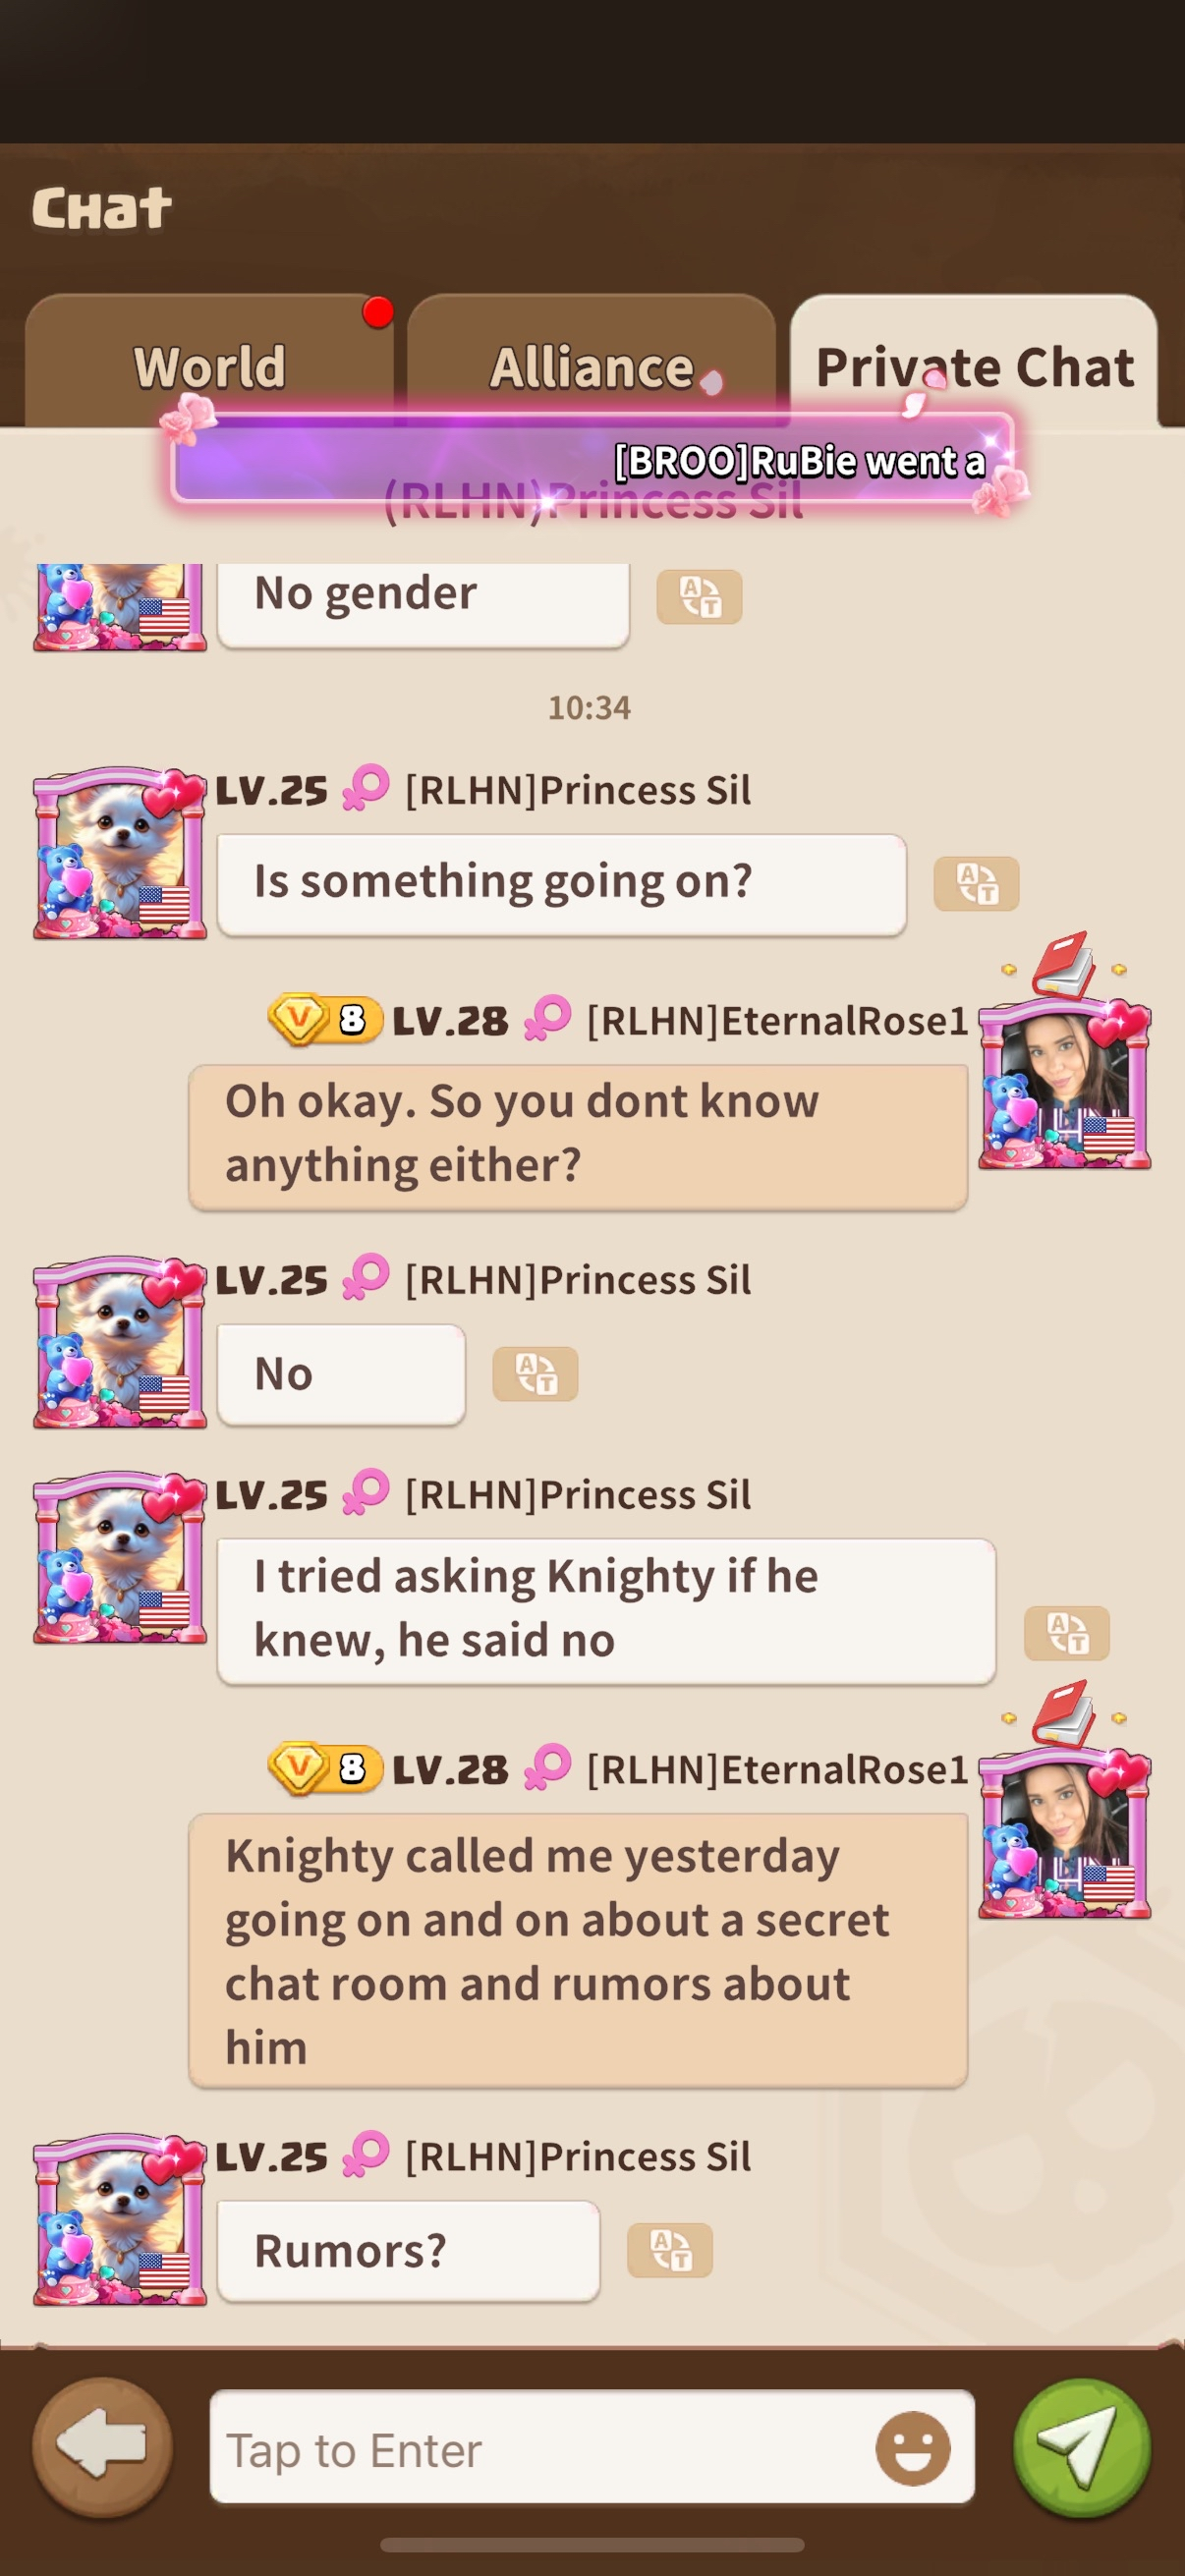 Chat
World
Alliance
Private Chat
[BROO]RuBie went a
(RLHN)Princess Sil
No gender
10:34
LV.25 [RLHN]Princess Sil
Is something going on?
V 8 LV.28 [RLHN]EternalRose1
Oh okay. So you dont know
anything either?
LV.25 [RLHN]Princess Sil
No
LV.25 [RLHN]Princess Sil
I tried asking Knighty if he
knew, he said no
V 8 LV.28 [RLHN]EternalRose1
Knighty called me yesterday
going on and on about a secret
chat room and rumors about
him
LV.25 [RLHN]Princess Sil
Rumors?
Tap to Enter